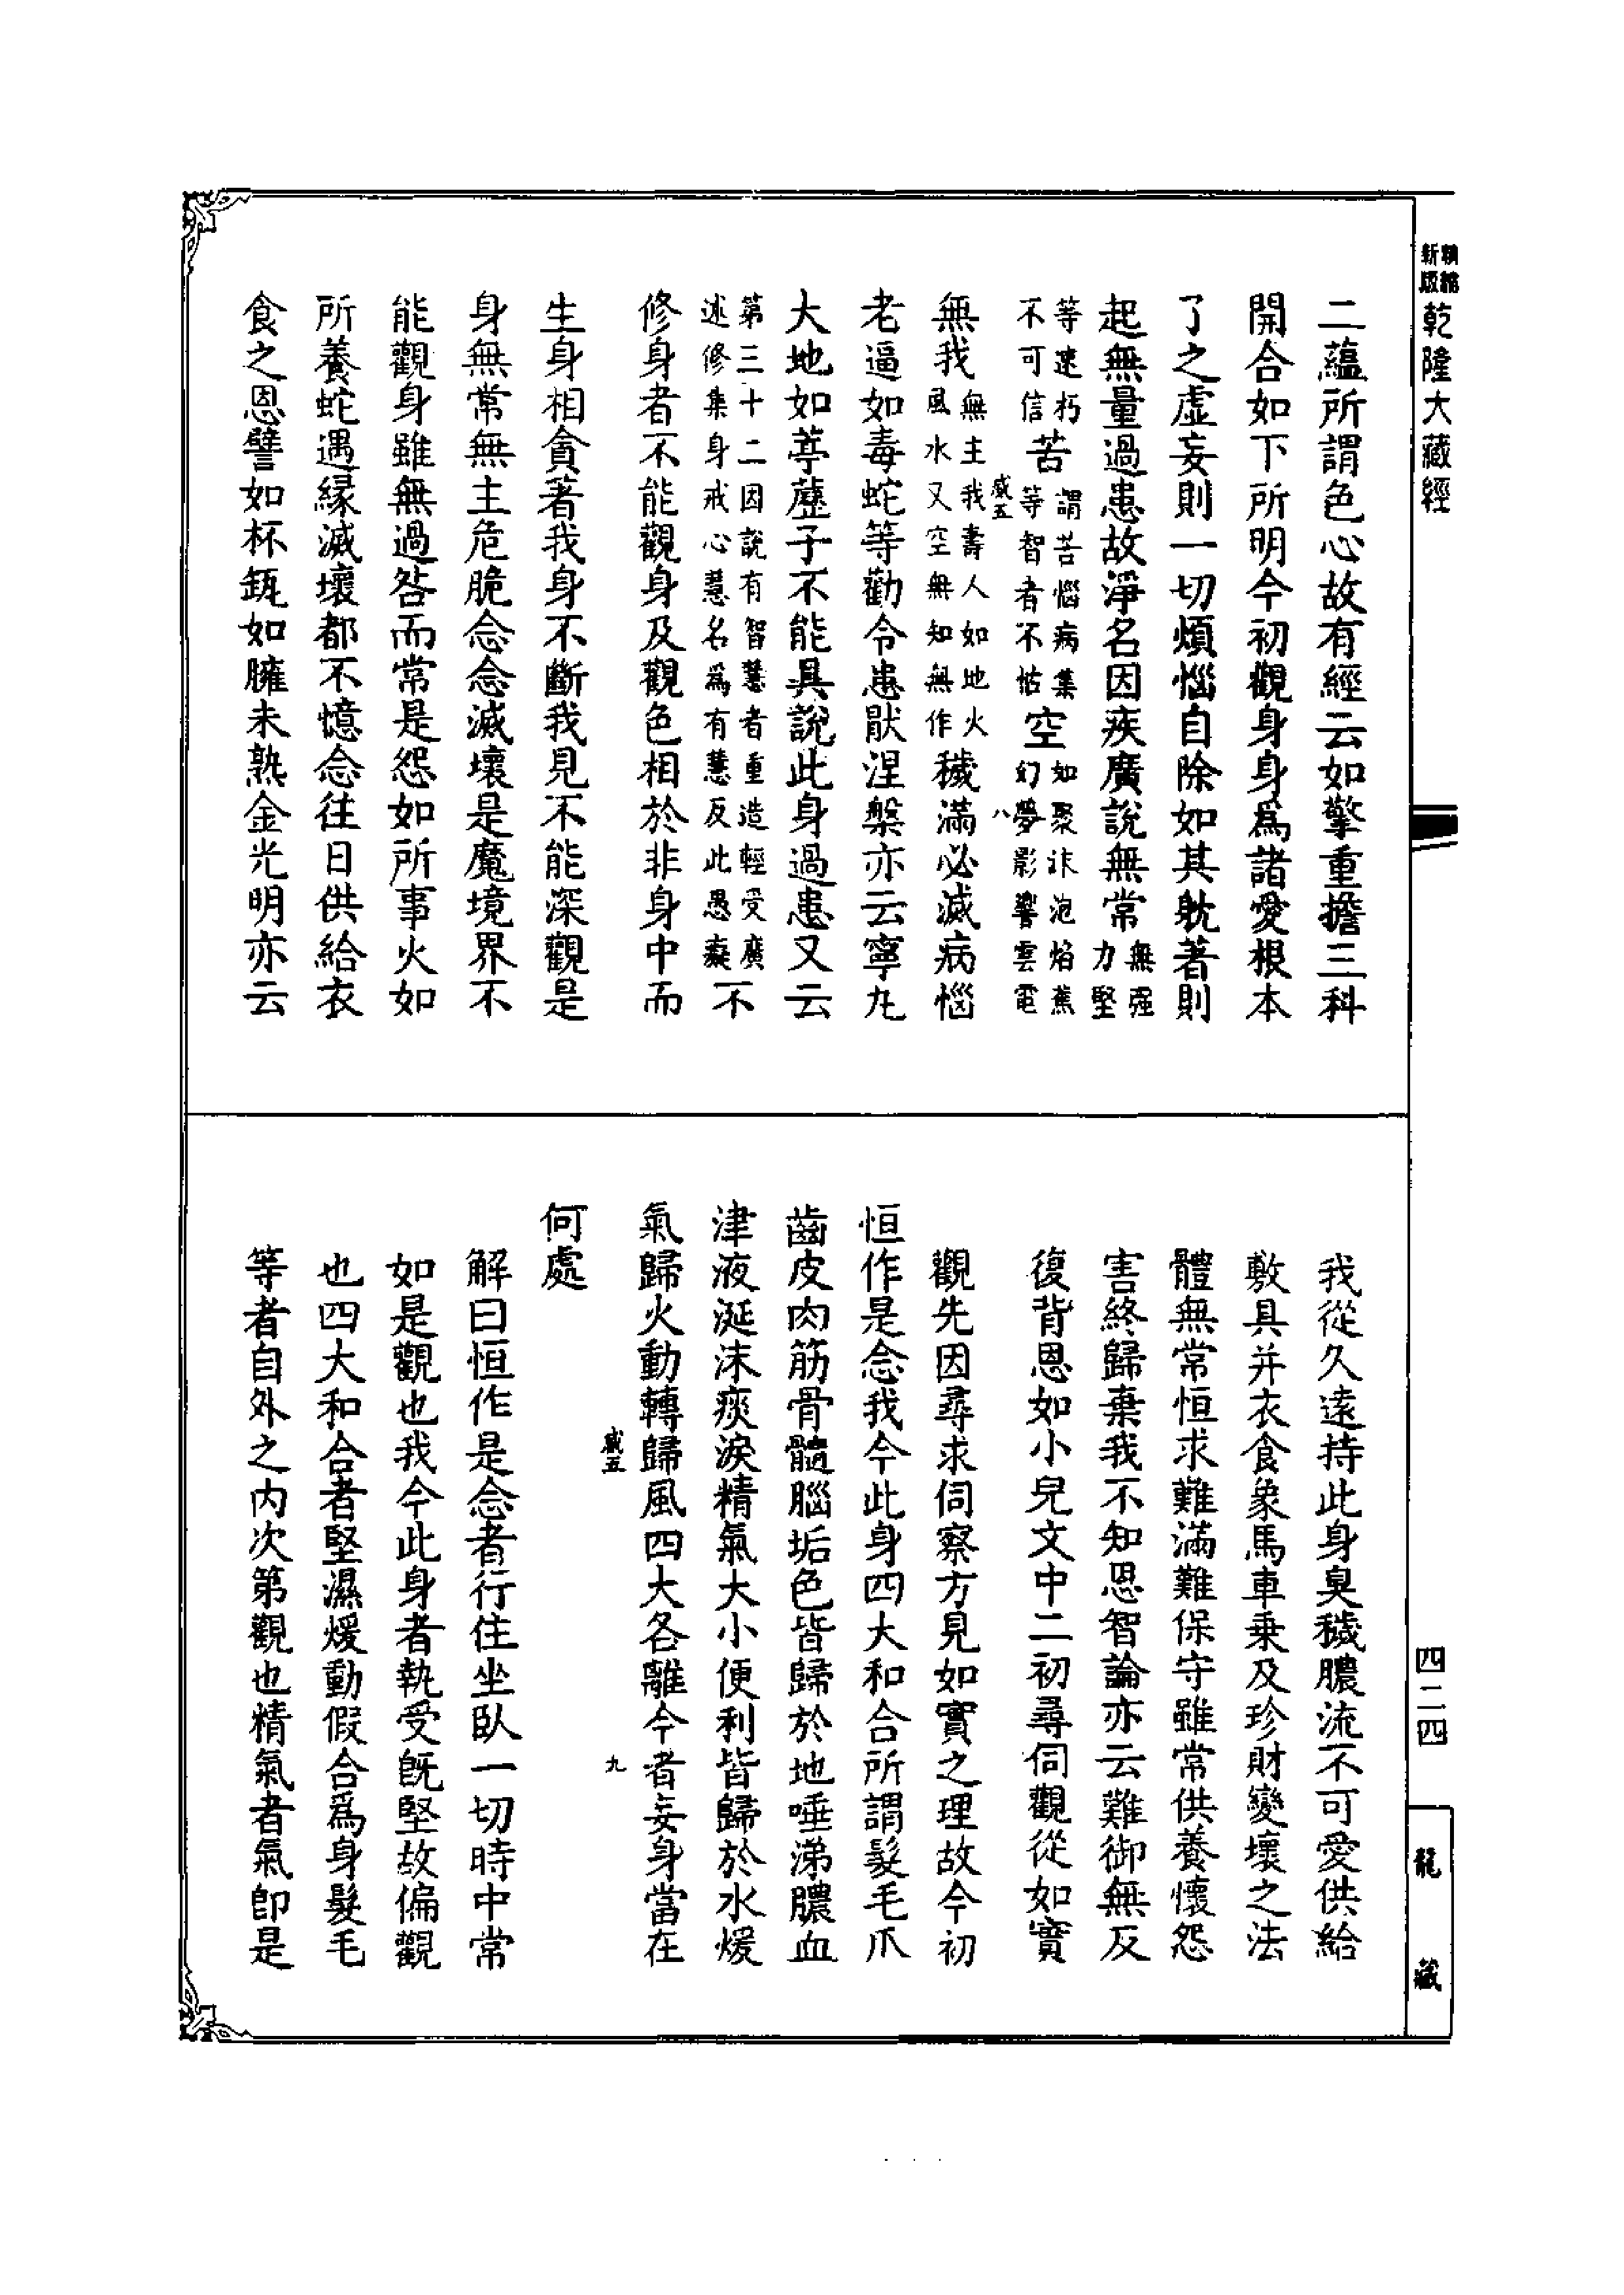 新版精縮乾隆大藏經
二蘊所謂色心故有經云如擎重擔三科
開合如下所明今初觀身身爲諸愛根本
了之虛妄則一切煩惱自除如其躭著則
起無量過患故淨名因疾廣說無常無强力堅
等速朽不可信苦謂苦惱病集等智者不怙空如聚沫泡焰蕉幻夢影響雲電
咸五 八
無我無主我壽人如地火風水又空無知無作穢滿必滅病惱
老逼如毒蛇等勸令患猒涅槃亦云寧丸
大地如葶藶子不能具說此身過患又云
第三十二因說有智慧者重造輕受廣述修集身戒心慧名爲有慧反此愚癡不
修身者不能觀身及觀色相於非身中而
生身相貪著我身不斷我見不能深觀是
身無常無主危脆念念滅壞是魔境界不
能觀身雖無過咎而常是怨如所事火如
所養蛇遇緣滅壞都不憶念往日供給衣
食之恩譬如杯瓶如臃未熟金光明亦云
我從久遠持此身臭穢膿流不可愛供給
敷具并衣食象馬車乗及珍財變壞之法
體無常恒求難滿難保守雖常供養懷怨
害終歸棄我不知恩智論亦云難御無反
復背恩如小兒文中二初尋伺觀從如實
觀先因尋求伺察方見如實之理故今初
恒作是念我今此身四大和合所謂髮毛爪
齒皮肉筋骨髓腦垢色皆歸於地唾涕膿血
津液涎沫痰淚精氣大小便利皆歸於水煖
氣歸火動轉歸風四大各離今者妄身當在
咸五 九
何處
解曰恒作是念者行住坐臥一切時中常
如是觀也我今此身者執受旣堅故偏觀
也四大和合者堅濕煖動假合爲身髮毛
等者自外之内次第觀也精氣者氣卽是
四二四
龍藏